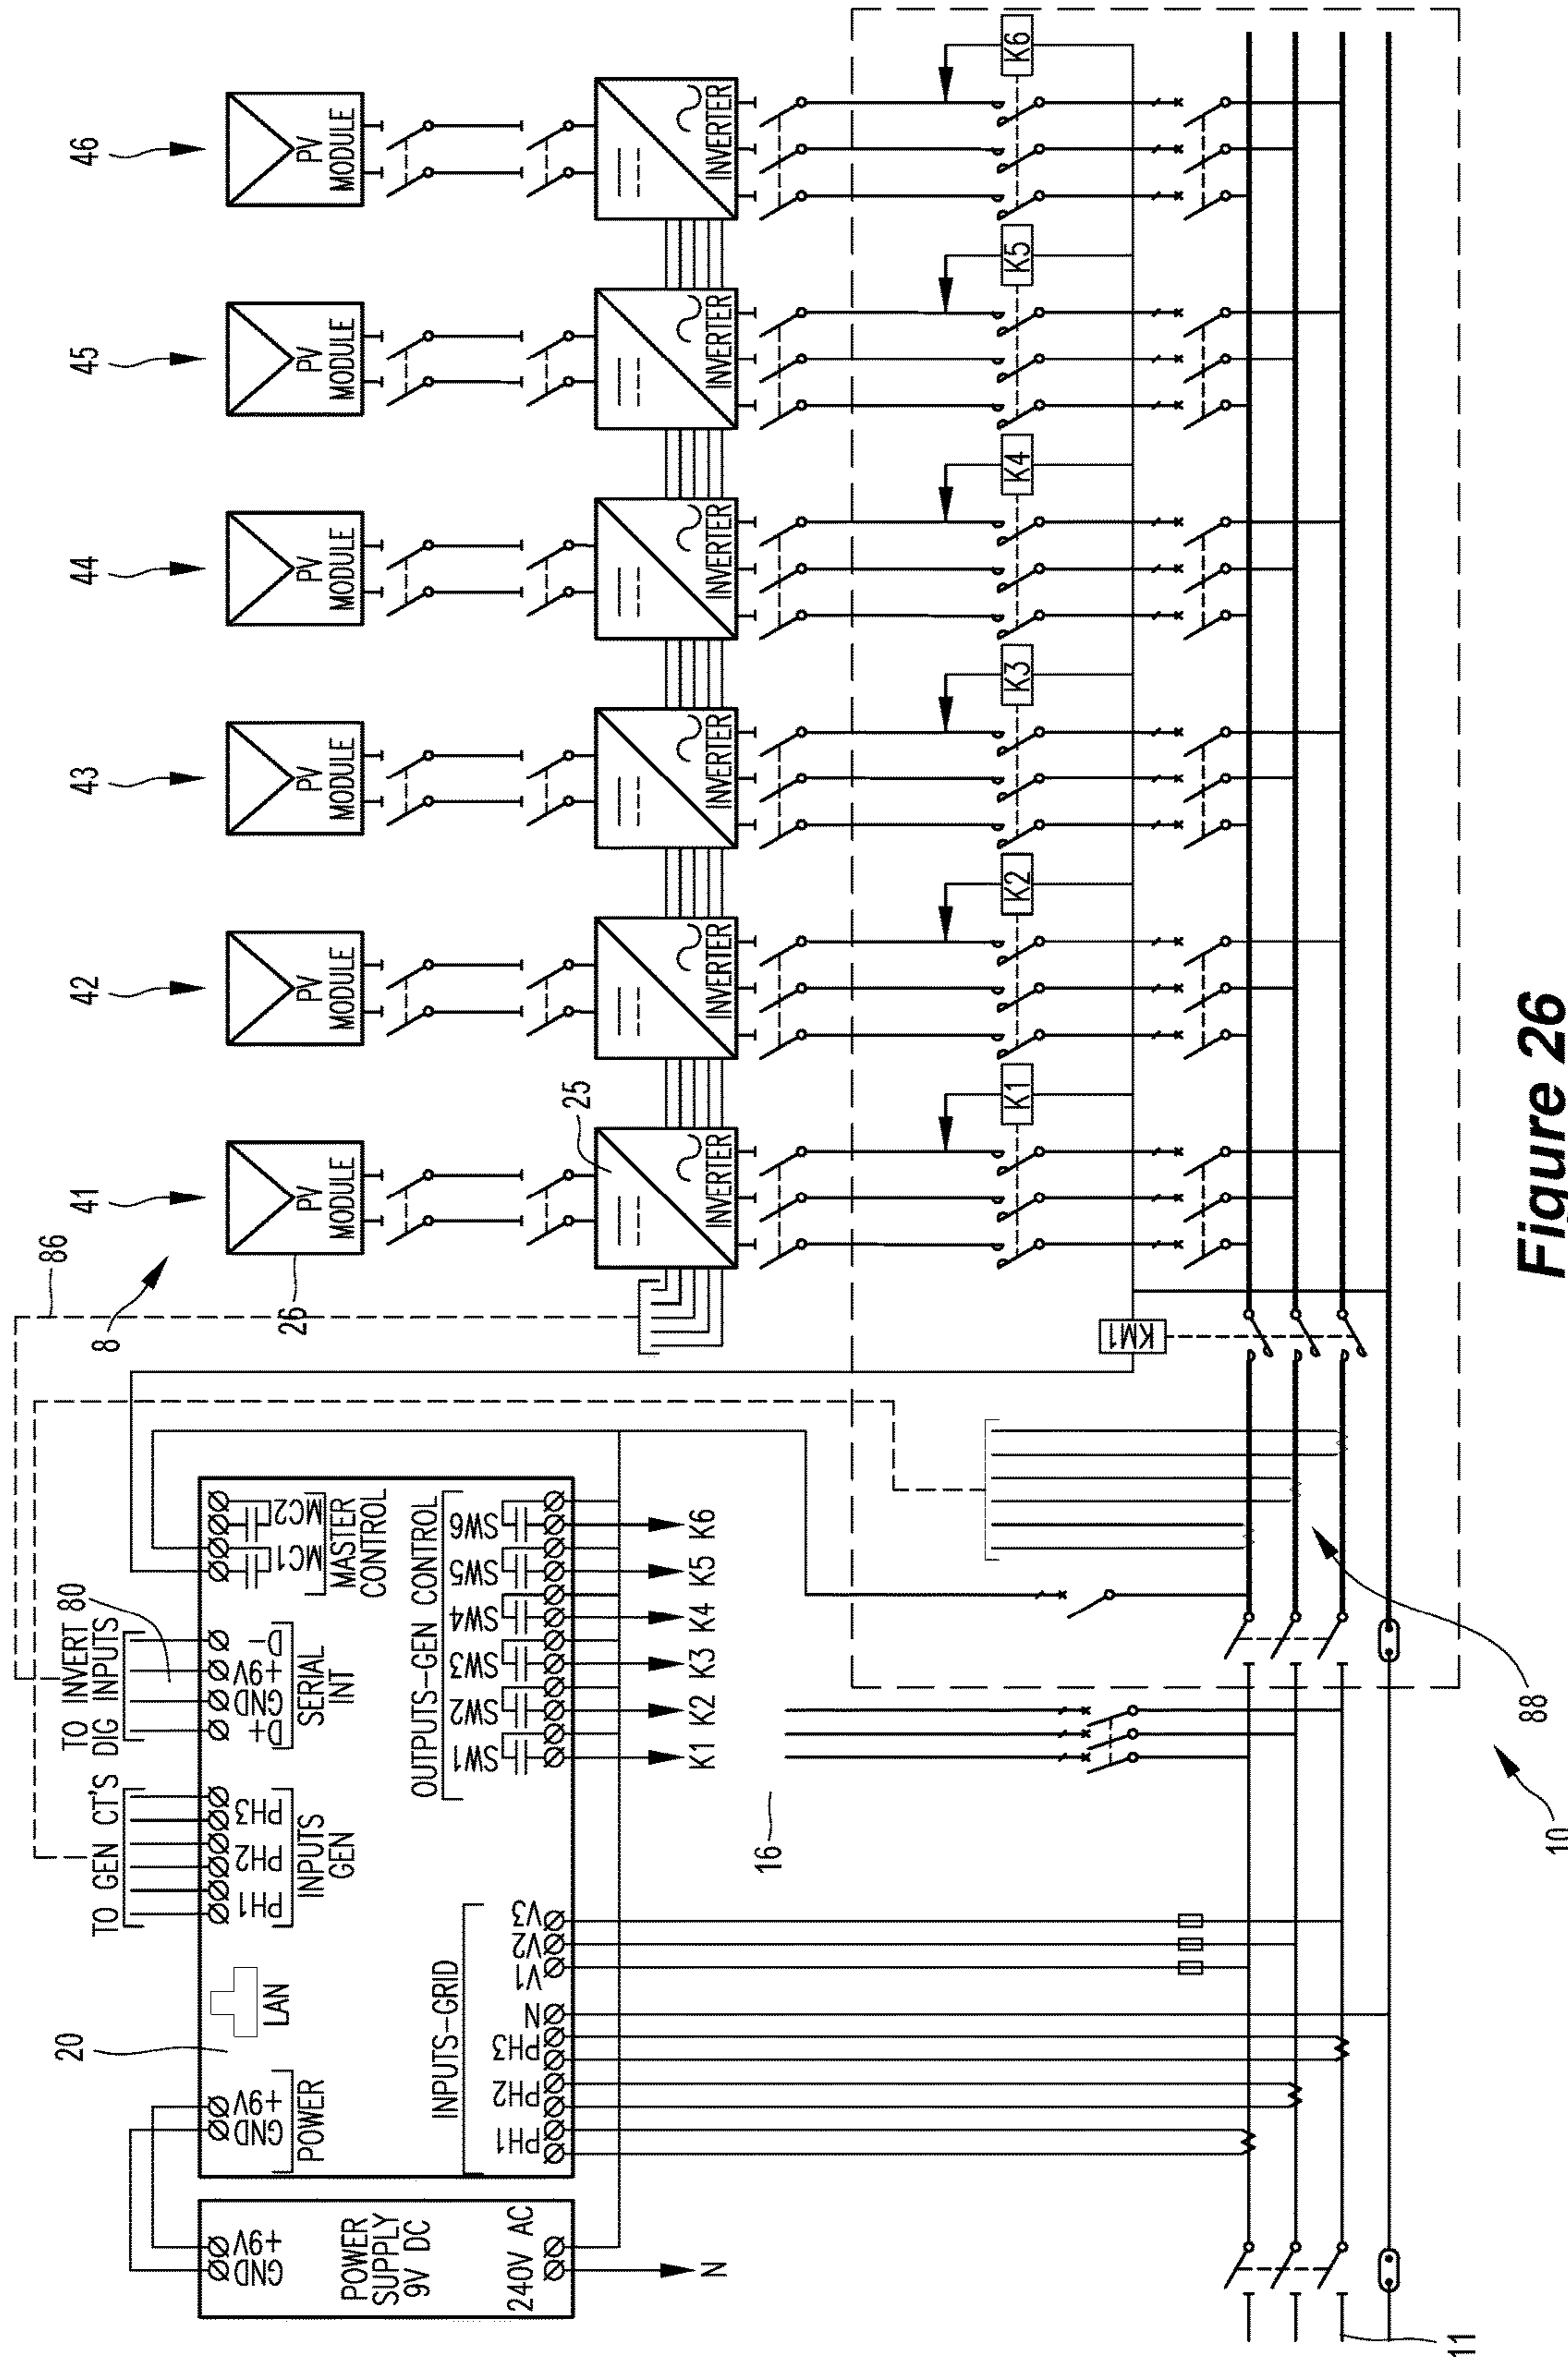 41
42
43
44
45
46
8
86
26
25
PV
MODULE
PV
MODULE
PV
MODULE
PV
MODULE
PV
MODULE
PV
MODULE
INVERTER
INVERTER
INVERTER
INVERTER
INVERTER
INVERTER
K1
K2
K3
K4
K5
K6
KM1
20
GND
+9V
POWER
SUPPLY
9V DC
240V AC
N
GND
+9V
POWER
LAN
TO GEN CT'S
PH1
PH2
PH3
INPUTS
GEN
TO INVERT
DIG INPUTS
80
D+
GND
+9V
D-
SERIAL
INT
MC1
MC2
MASTER
CONTROL
INPUTS-GRID
PH1
PH2
PH3
N
V1
V2
V3
OUTPUTS-GEN CONTROL
SW1
SW2
SW3
SW4
SW5
SW6
K1
K2
K3
K4
K5
K6
16
11
10
88
Figure 26